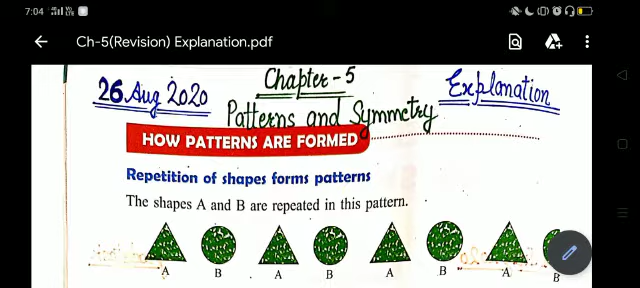 7:04
Ch-5(Revision) Explanation.pdf
26 Aug 2020
Chapter-5
Explanation
Patterns and Symmetry
HOW PATTERNS ARE FORMED
Repetition of shapes forms patterns
The shapes A and B are repeated in this pattern.
A B A B A B A B